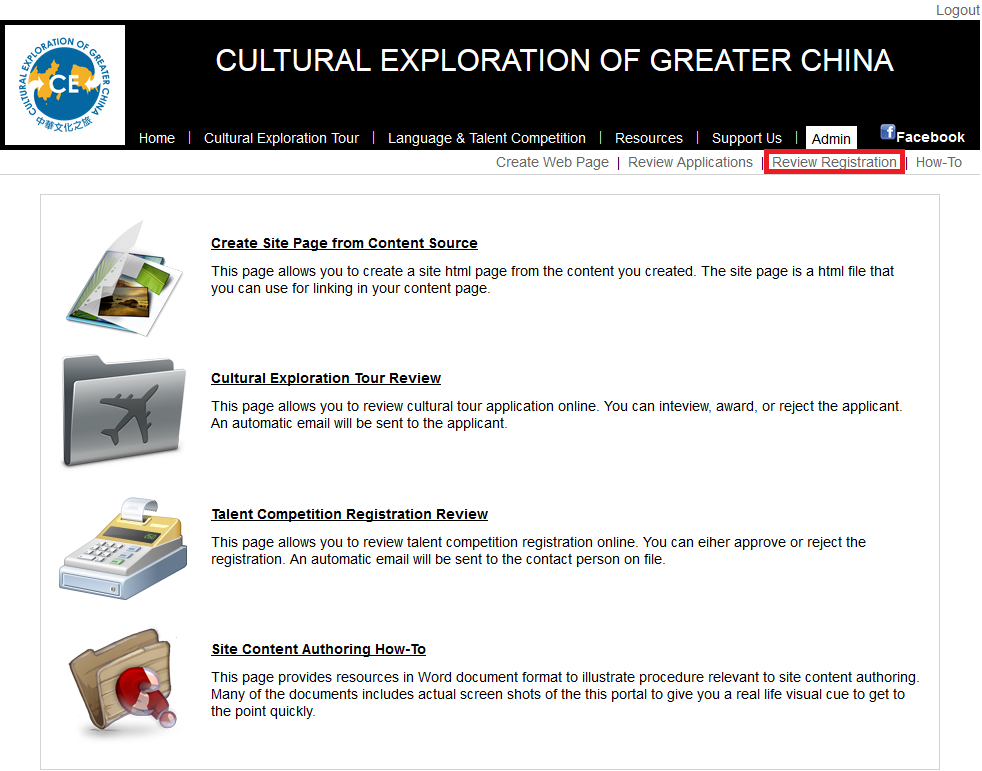 Logout
CULTURAL EXPLORATION OF GREATER CHINA
CE
中華文化之旅
CULTURAL EXPLORATION OF GREATER CHINA
Home | Cultural Exploration Tour | Language & Talent Competition | Resources | Support Us | Admin f Facebook
Create Web Page | Review Applications | Review Registration | How-To
Create Site Page from Content Source
This page allows you to create a site html page from the content you created. The site page is a html file that
you can use for linking in your content page.
Cultural Exploration Tour Review
This page allows you to review cultural tour application online. You can inteview, award, or reject the applicant.
An automatic email will be sent to the applicant.
Talent Competition Registration Review
This page allows you to review talent competition registration online. You can eiher approve or reject the
registration. An automatic email will be sent to the contact person on file.
Site Content Authoring How-To
This page provides resources in Word document format to illustrate procedure relevant to site content authoring.
Many of the documents includes actual screen shots of the this portal to give you a real life visual cue to get to
the point quickly.